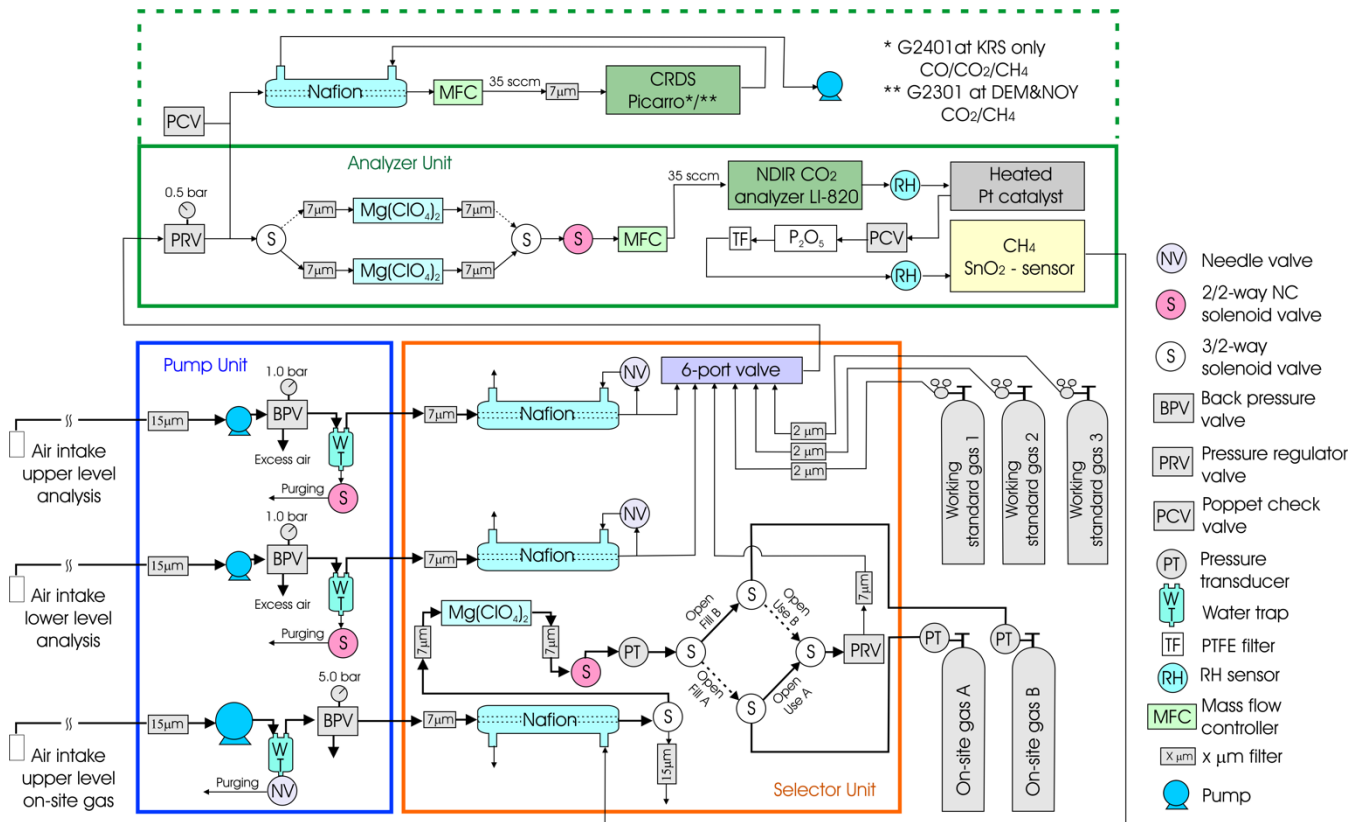 * G2401at KRS only
CO/CO₂/CH₄
** G2301 at DEM&NOY
CO₂/CH₄
Nafion
MFC
35 sccm
7μm
CRDS
Picarro*/**
PCV
Analyzer Unit
0.5 bar
PRV
S
7μm
Mg(ClO₄)₂
7μm
7μm
Mg(ClO₄)₂
7μm
S
S
MFC
35 sccm
NDIR CO₂
analyzer LI-820
RH
Heated
Pt catalyst
TF
P₂O₅
PCV
RH
CH₄
SnO₂ - sensor
Pump Unit
1.0 bar
15μm
BPV
Excess air
W
T
Purging
S
Air intake
upper level
analysis
1.0 bar
15μm
BPV
Excess air
W
T
Purging
S
Air intake
lower level
analysis
5.0 bar
15μm
W
T
BPV
Purging
NV
Air intake
upper level
on-site gas
Selector Unit
7μm
Nafion
NV
6-port valve
2 μm
2 μm
2 μm
7μm
Nafion
NV
7μm
Mg(ClO₄)₂
7μm
S
PT
S
Open
Fill B
S
Open
Use B
Open
Fill A
S
Open
Use A
S
PRV
7μm
7μm
Nafion
S
15μm
Working
standard gas 1
Working
standard gas 2
Working
standard gas 3
PT
PT
On-site gas A
On-site gas B
NV
Needle valve
S
2/2-way NC
solenoid valve
S
3/2-way
solenoid valve
BPV
Back pressure
valve
PRV
Pressure regulator
valve
PCV
Poppet check
valve
PT
Pressure
transducer
W
T
Water trap
TF
PTFE filter
RH
RH sensor
MFC
Mass flow
controller
X μm
x μm filter
Pump